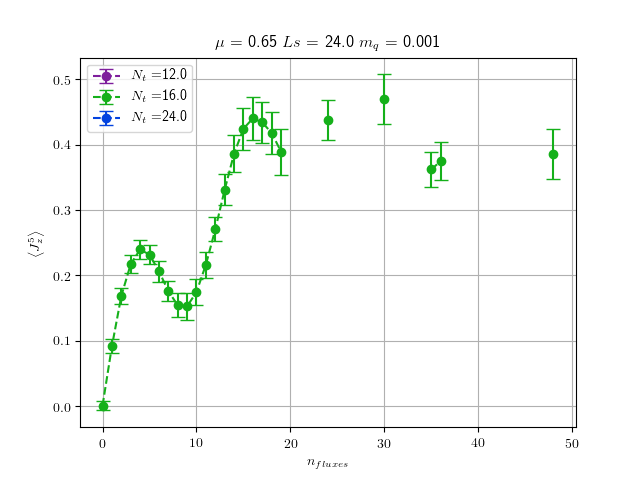 μ = 0.65 Ls = 24.0 m_q = 0.001
N_t =12.0
N_t =16.0
N_t =24.0
⟨J_z^5⟩
0.5
0.4
0.3
0.2
0.1
0.0
0 10 20 30 40 50
n_fluxes